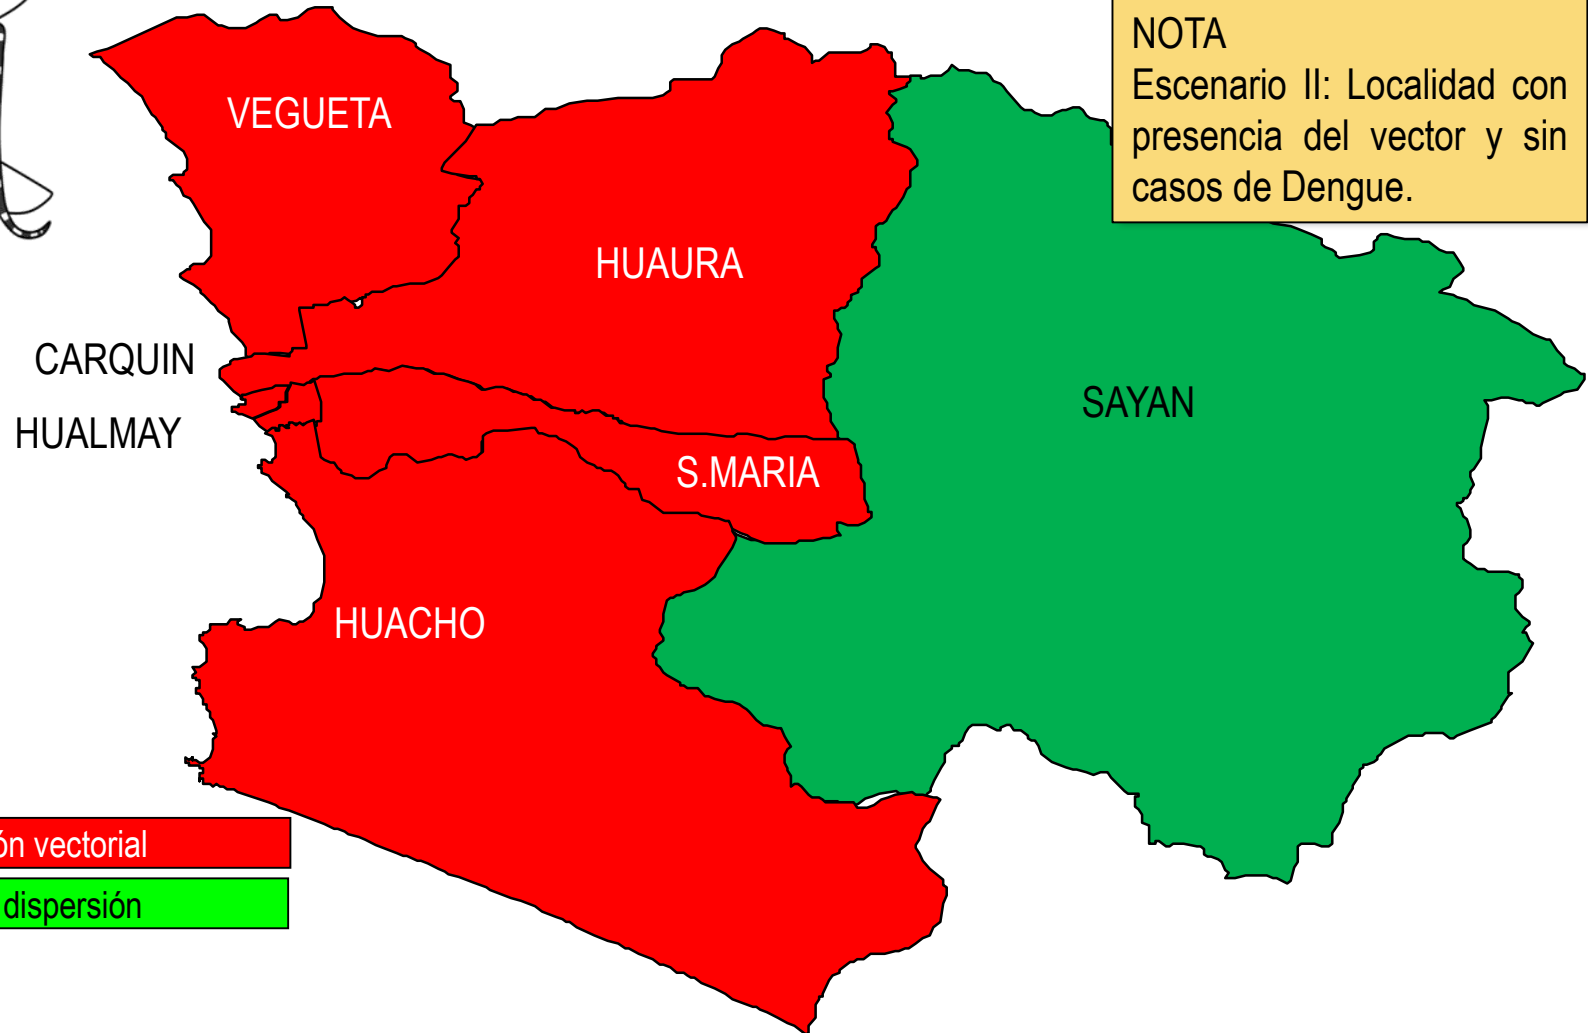 NOTA
Escenario II: Localidad con
presencia del vector y sin
casos de Dengue.
VEGUETA
HUAURA
CARQUIN
SAYAN
HUALMAY
S.MARIA
HUACHO
vectorial
dispersión